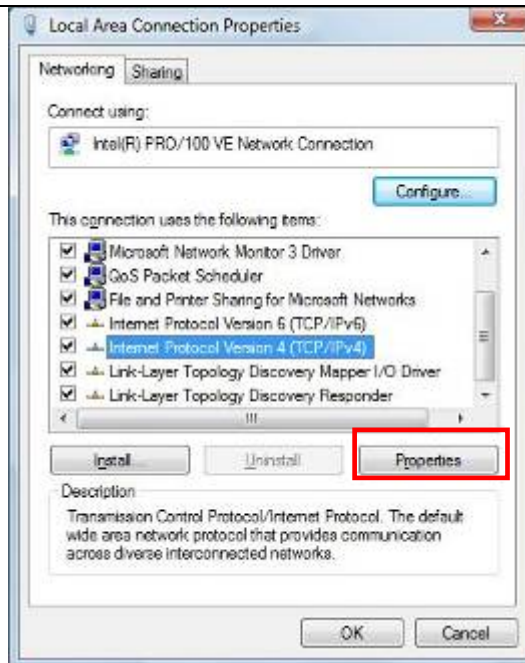 Local Area Connection Properties
Networking Sharing
Connect using:
Intel(R) PRO/100 VE Network Connection
Configure...
This connection uses the following items:
Microsoft Network Monitor 3 Driver
QoS Packet Scheduler
File and Printer Sharing for Microsoft Networks
Internet Protocol Version 6 (TCP/IPv6)
Internet Protocol Version 4 (TCP/IPv4)
Link-Layer Topology Discovery Mapper I/O Driver
Link-Layer Topology Discovery Responder
Install... Uninstall Properties
Description
Transmission Control Protocol/Internet Protocol. The default
wide area network protocol that provides communication
across diverse interconnected networks.
OK Cancel